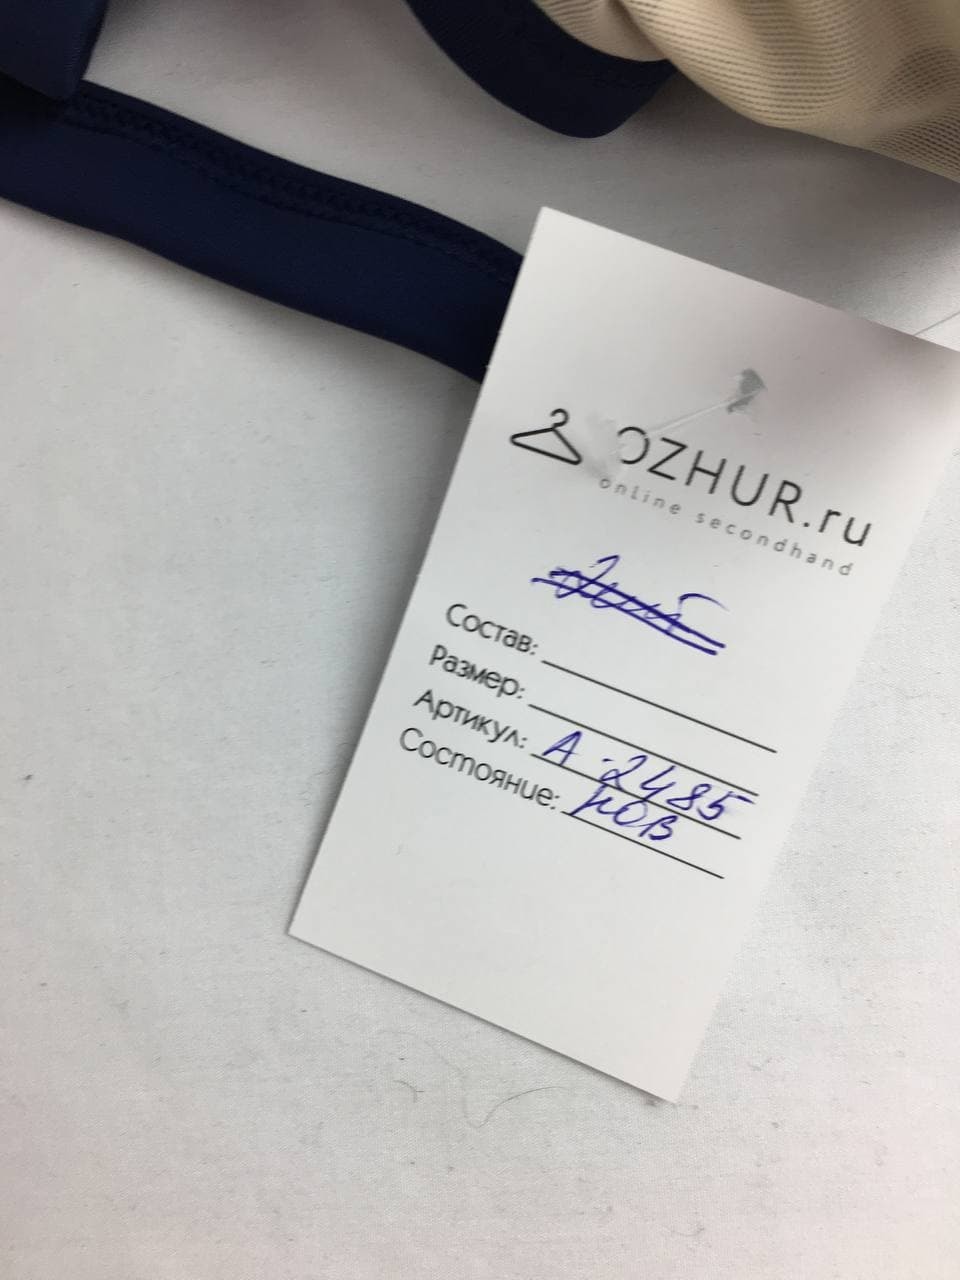 OZHUR.ru
online secondhand
Состав:
Размер:
Артикул: А-2485
Состояние: нов